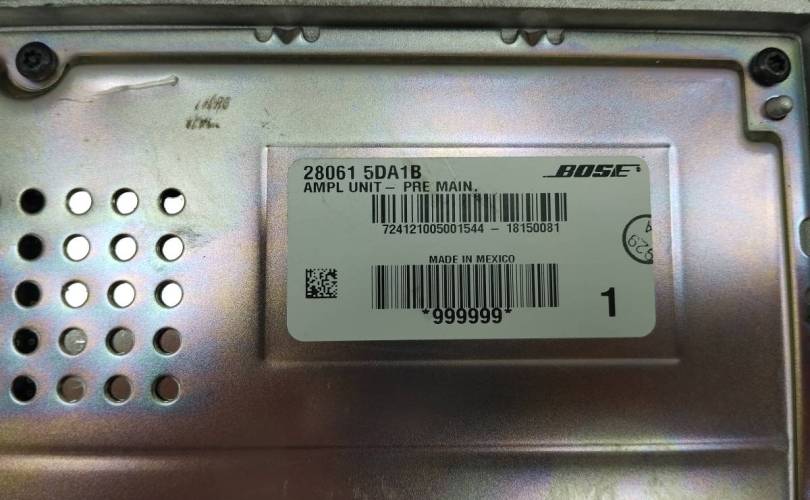 28061 5DA1B
BOSE
AMPL UNIT - PRE MAIN.
724121005001544 - 18150081
MADE IN MEXICO
*999999*
1